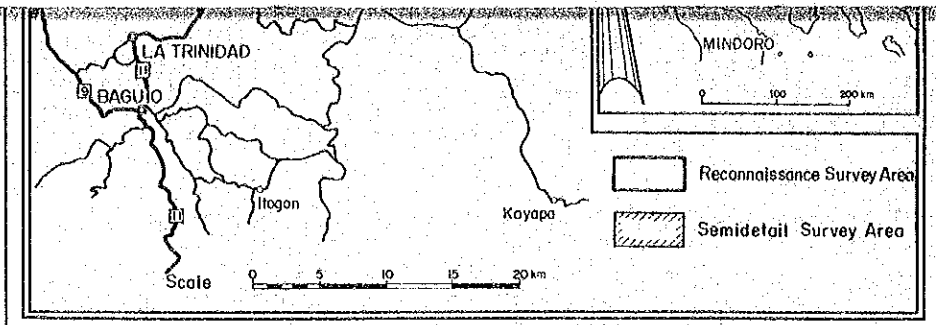 LA TRINIDAD
11
9
BAGUIO
Itogon
11
Kayapa
Scale
0 5 10 15 20 km
MINDORO
0 100 200 km
Reconnaissance Survey Area
Semidetail Survey Area